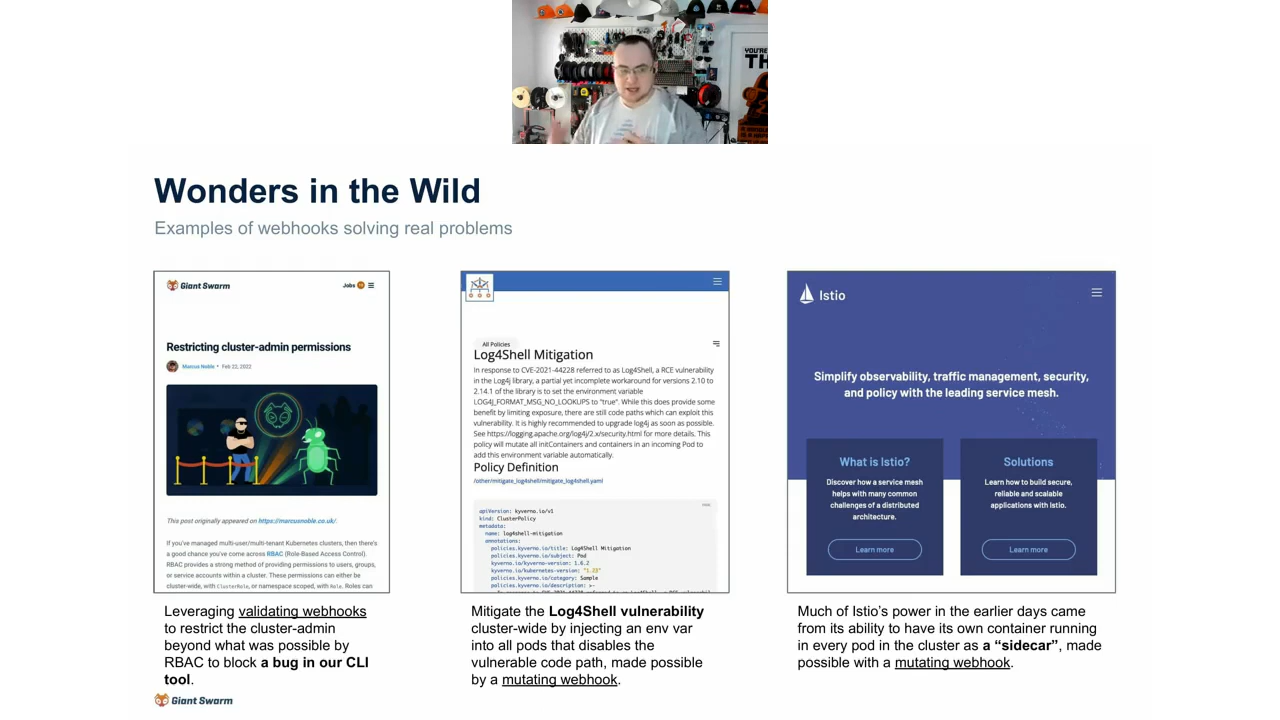 YOU'RE
TH
Wonders in the Wild
Examples of webhooks solving real problems
Giant Swarm
Jobs
Restricting cluster-admin permissions
Marcus Noble • Feb 22, 2022
This post originally appeared on https://marcusnoble.co.uk/.
If you've managed multi-user/multi-tenant Kubernetes clusters, then there's
a good chance you've come across RBAC (Role-Based Access Control).
RBAC provides a strong method of providing permissions to users, groups,
or service accounts within a cluster. These permissions can either be
cluster-wide, with ClusterRole, or namespace scoped, with Role. Roles can
Leveraging validating webhooks
to restrict the cluster-admin
beyond what was possible by
RBAC to block a bug in our CLI
tool.
All Policies
Log4Shell Mitigation
In response to CVE-2021-44228 referred to as Log4Shell, a RCE vulnerability
in the Log4j library, a partial yet incomplete workaround for versions 2.10 to
2.14.1 of the library is to set the environment variable
LOG4J_FORMAT_MSG_NO_LOOKUPS to "true". While this does provide some
benefit by limiting exposure, there are still code paths which can exploit this
vulnerability. It is highly recommended to upgrade log4j as soon as possible.
See https://logging.apache.org/log4j/2.x/security.html for more details. This
policy will mutate all initContainers and containers in an incoming Pod to
add this environment variable automatically.
Policy Definition
/other/mitigate_log4shell/mitigate_log4shell.yaml
apiVersion: kyverno.io/v1
kind: ClusterPolicy
metadata:
name: log4shell-mitigation
annotations:
policies.kyverno.io/title: Log4Shell Mitigation
policies.kyverno.io/subject: Pod
kyverno.io/kyverno-version: 1.6.2
kyverno.io/kubernetes-version: "1.23"
policies.kyverno.io/category: Sample
policies.kyverno.io/description: >-
Mitigate the Log4Shell vulnerability
cluster-wide by injecting an env var
into all pods that disables the
vulnerable code path, made possible
by a mutating webhook.
Istio
Simplify observability, traffic management, security,
and policy with the leading service mesh.
What is Istio?
Discover how a service mesh
helps with many common
challenges of a distributed
architecture.
Learn more
Solutions
Learn how to build secure,
reliable and scalable
applications with Istio.
Learn more
Much of Istio's power in the earlier days came
from its ability to have its own container running
in every pod in the cluster as a “sidecar”, made
possible with a mutating webhook.
Giant Swarm